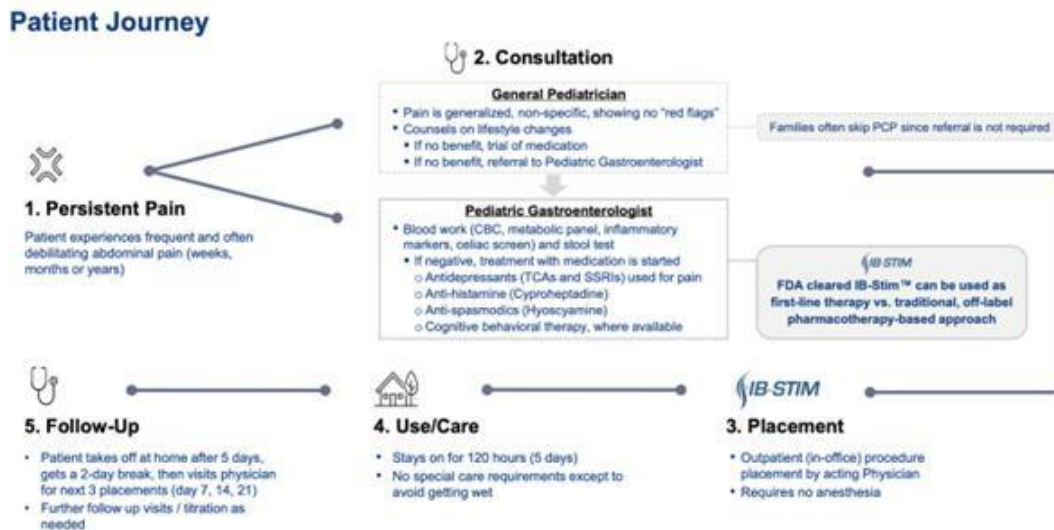 Patient Journey
2. Consultation
General Pediatrician
• Pain is generalized, non-specific, showing no "red flags"
• Counsels on lifestyle changes
• If no benefit, trial of medication
• If no benefit, referral to Pediatric Gastroenterologist
Families often skip PCP since referral is not required
1. Persistent Pain
Patient experiences frequent and often
debilitating abdominal pain (weeks,
months or years)
Pediatric Gastroenterologist
• Blood work (CBC, metabolic panel, inflammatory
markers, celiac screen) and stool test
• If negative, treatment with medication is started
o Antidepressants (TCAs and SSRIs) used for pain
o Anti-histamine (Cyproheptadine)
o Anti-spasmodics (Hyoscyamine)
o Cognitive behavioral therapy, where available
IB-STIM
FDA cleared IB-Stim™ can be used as
first-line therapy vs. traditional, off-label
pharmacotherapy-based approach
5. Follow-Up
• Patient takes off at home after 5 days,
gets a 2-day break, then visits physician
for next 3 placements (day 7, 14, 21)
• Further follow up visits / titration as
needed
4. Use/Care
• Stays on for 120 hours (5 days)
• No special care requirements except to
avoid getting wet
IB-STIM
3. Placement
• Outpatient (in-office) procedure
placement by acting Physician
• Requires no anesthesia